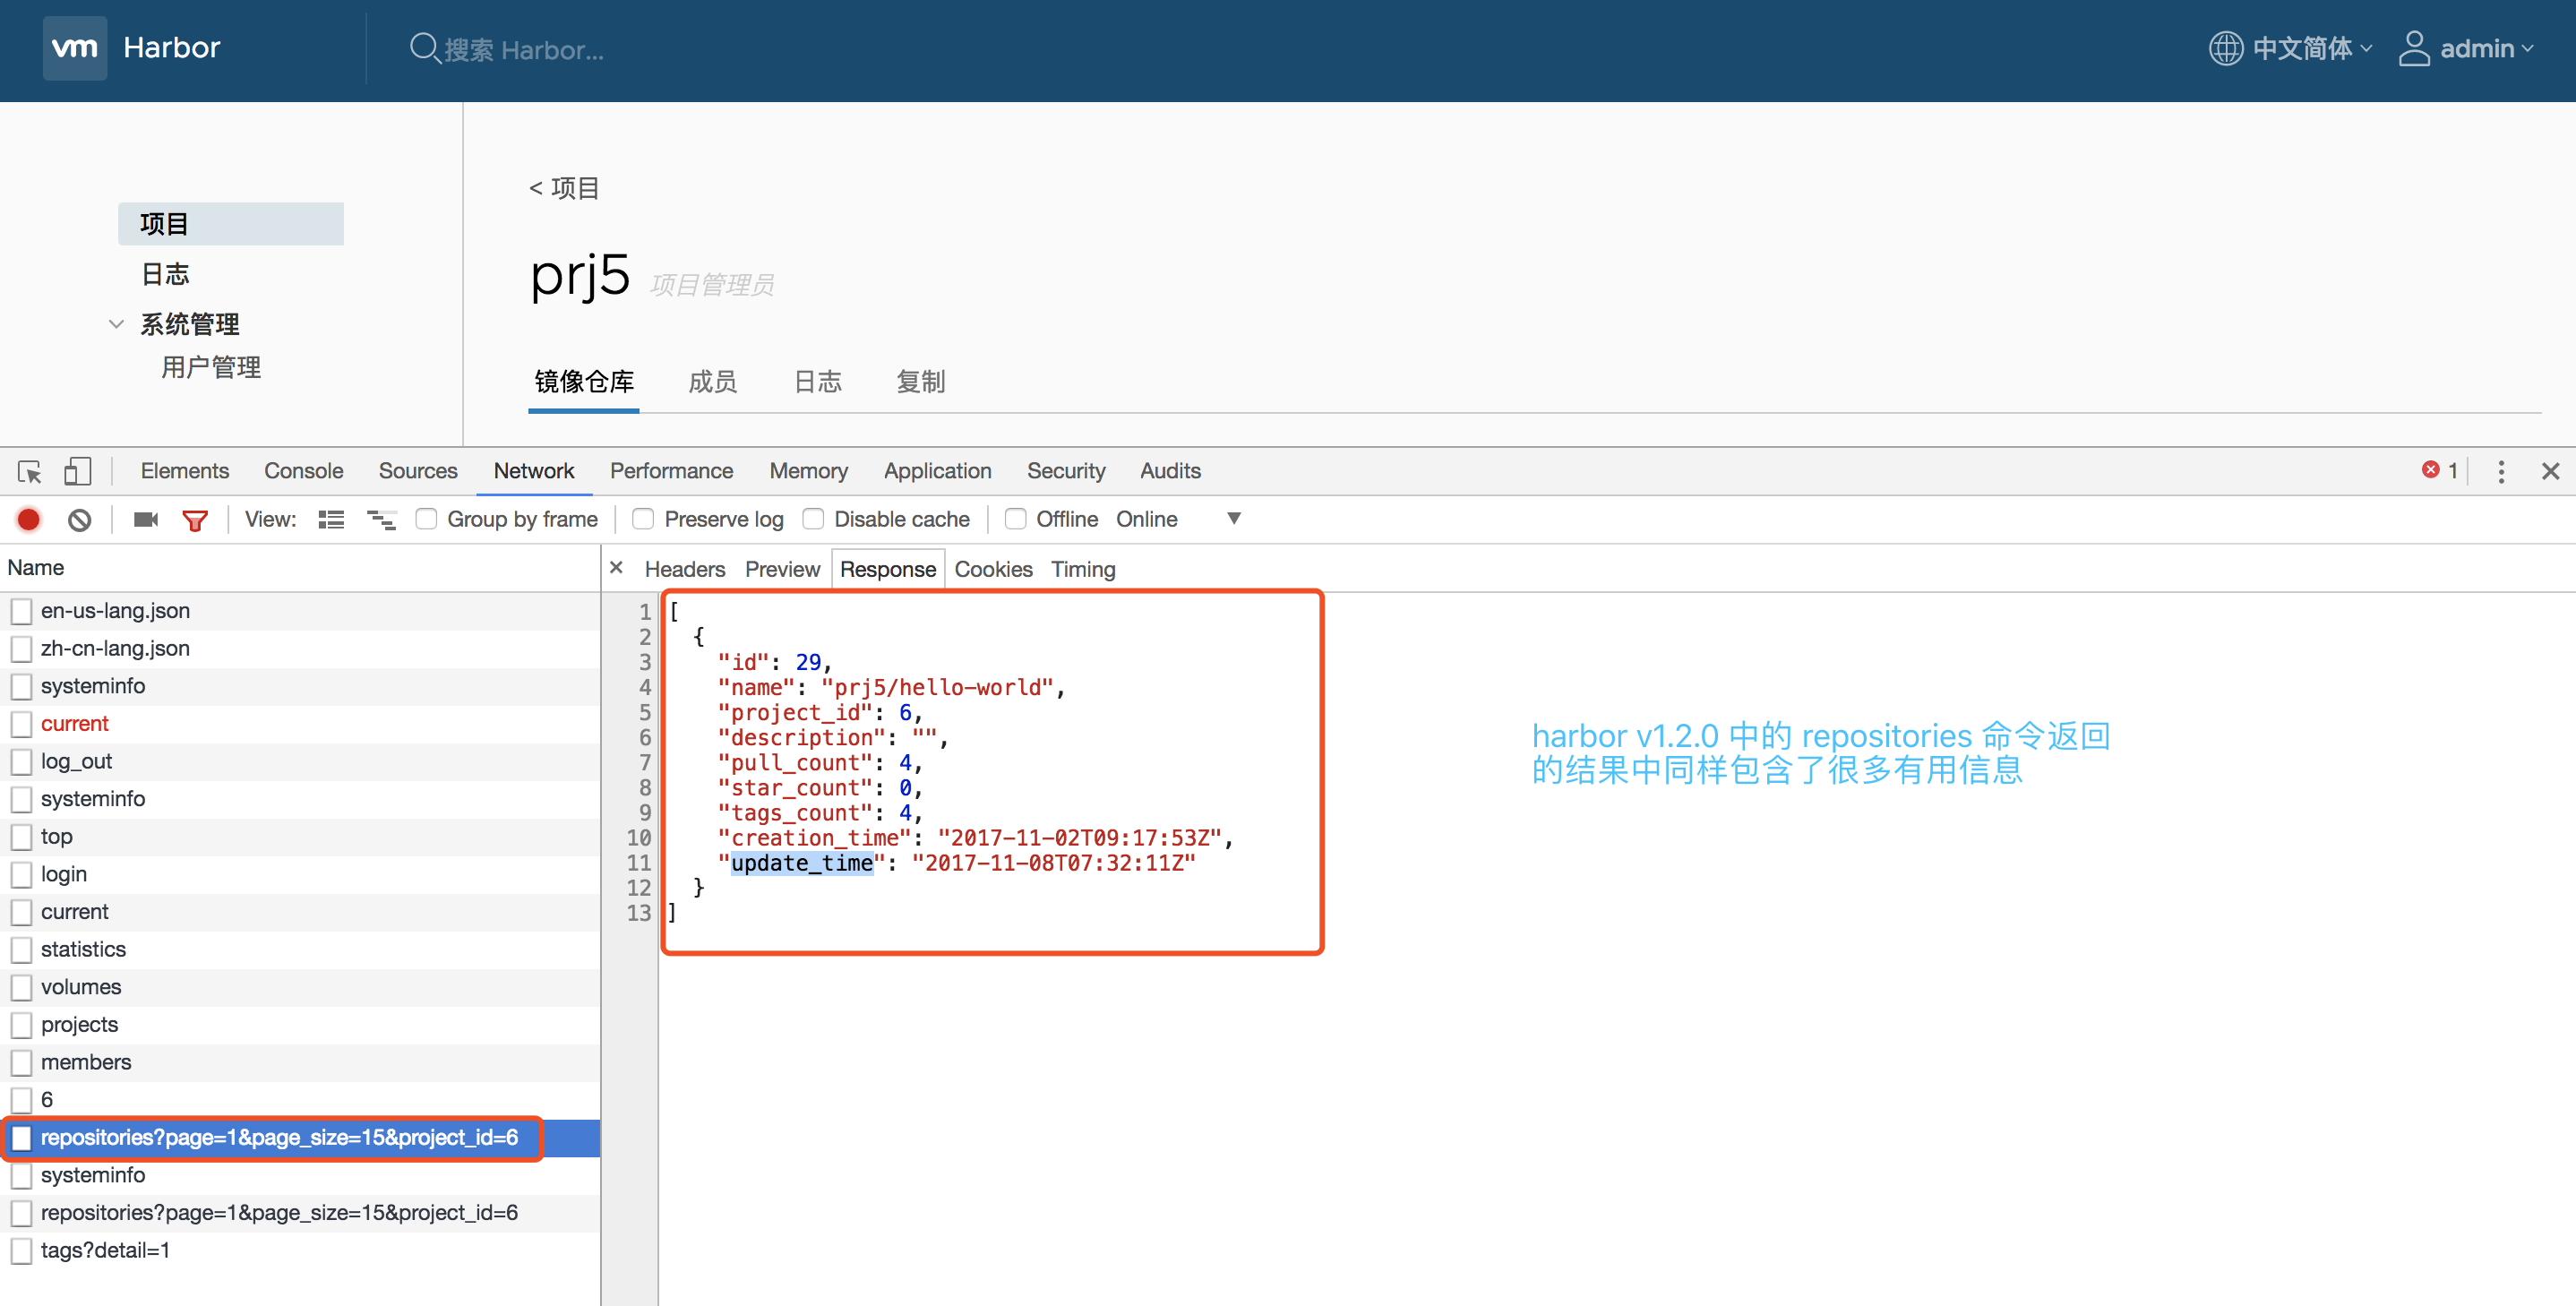 vm Harbor 搜索 Harbor... 中文简体 admin
< 项目
项目
prj5 项目管理员
日志
系统管理
用户管理
镜像仓库 成员 日志 复制
Elements Console Sources Network Performance Memory Application Security Audits 1
View: Group by frame Preserve log Disable cache Offline Online
Name
Headers Preview Response Cookies Timing
en-us-lang.json
zh-cn-lang.json
systeminfo
current
log_out
systeminfo
top
login
current
statistics
volumes
projects
members
6
repositories?page=1&page_size=15&project_id=6
systeminfo
repositories?page=1&page_size=15&project_id=6
tags?detail=1
1 [
2 {
3 "id": 29,
4 "name": "prj5/hello-world",
5 "project_id": 6,
6 "description": "",
7 "pull_count": 4,
8 "star_count": 0,
9 "tags_count": 4,
10 "creation_time": "2017-11-02T09:17:53Z",
11 "update_time": "2017-11-08T07:32:11Z"
12 }
13 ]
harbor v1.2.0 中的 repositories 命令返回
的结果中同样包含了很多有用信息